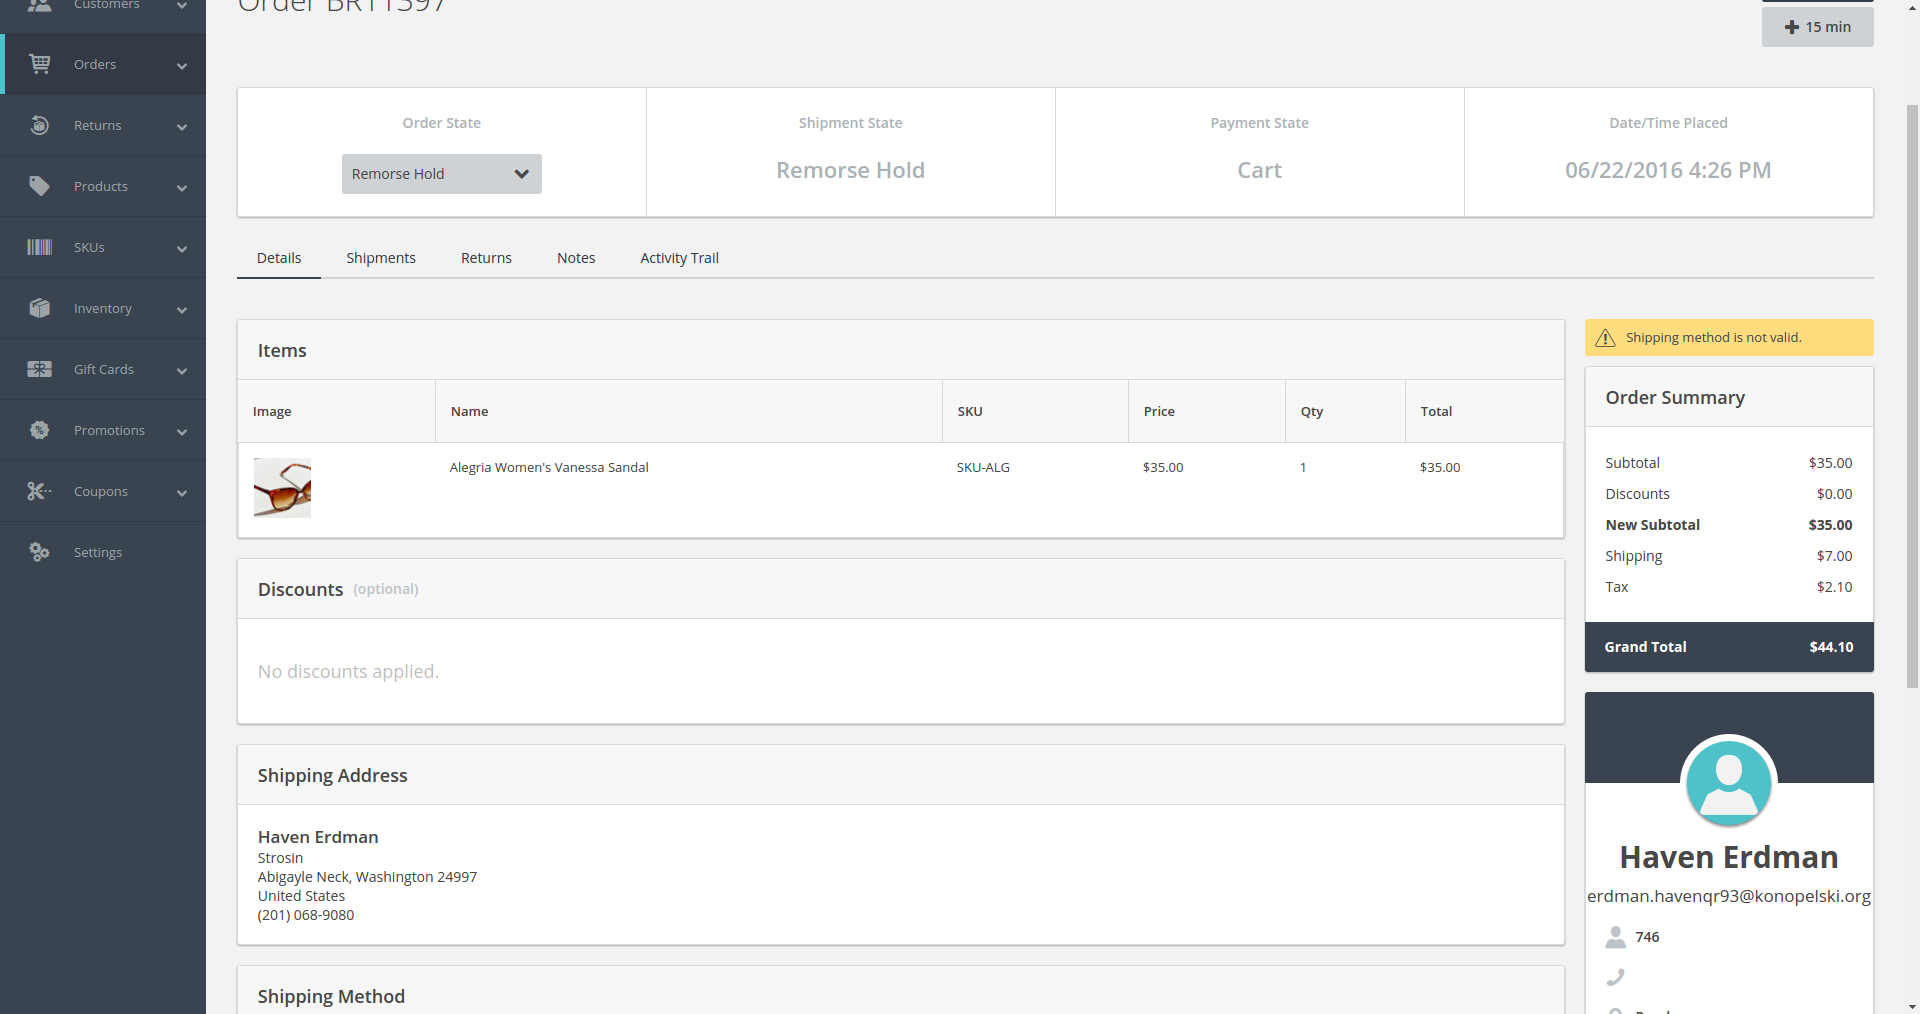 Customers
Orders
Returns
Products
SKUs
Inventory
Gift Cards
Promotions
Coupons
Settings
Order BR11397
15 min
Order State
Remorse Hold
Shipment State
Remorse Hold
Payment State
Cart
Date/Time Placed
06/22/2016 4:26 PM
Details Shipments Returns Notes Activity Trail
Items
Image Name SKU Price Qty Total
Alegria Women's Vanessa Sandal SKU-ALG $35.00 1 $35.00
Discounts (optional)
No discounts applied.
Shipping Address
Haven Erdman
Strosin
Abigayle Neck, Washington 24997
United States
(201) 068-9080
Shipping Method
Shipping method is not valid.
Order Summary
Subtotal $35.00
Discounts $0.00
New Subtotal $35.00
Shipping $7.00
Tax $2.10
Grand Total $44.10
Haven Erdman
erdman.havenqr93@konopelski.org
746